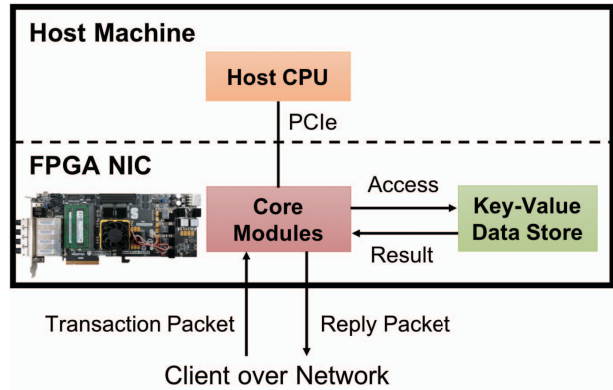 Host Machine
Host CPU
PCIe
FPGA NIC
Core
Modules
Access
Result
Key-Value
Data Store
Transaction Packet
Reply Packet
Client over Network